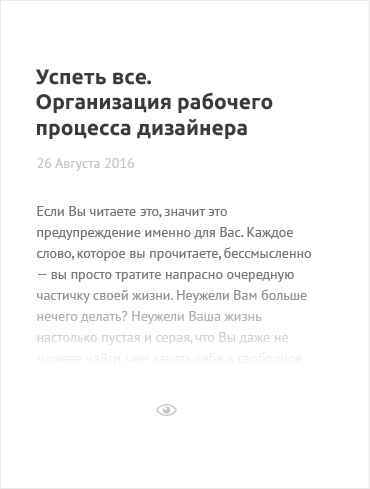 Успеть все.
Организация рабочего
процесса дизайнера
26 Августа 2016
Если Вы читаете это, значит это
предупреждение именно для Вас. Каждое
слово, которое вы прочитаете, бессмысленно
— вы просто тратите напрасно очередную
частичку своей жизни. Неужели Вам больше
нечего делать? Неужели Ваша жизнь
настолько пустая и серая, что Вы даже не
можете найти, чем занять себя в свободное